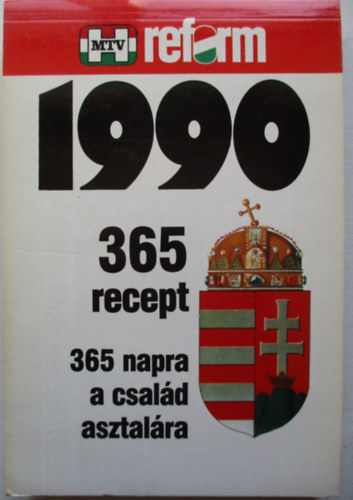 MTV reform
1990
365
recept
365 napra
a család
asztalára